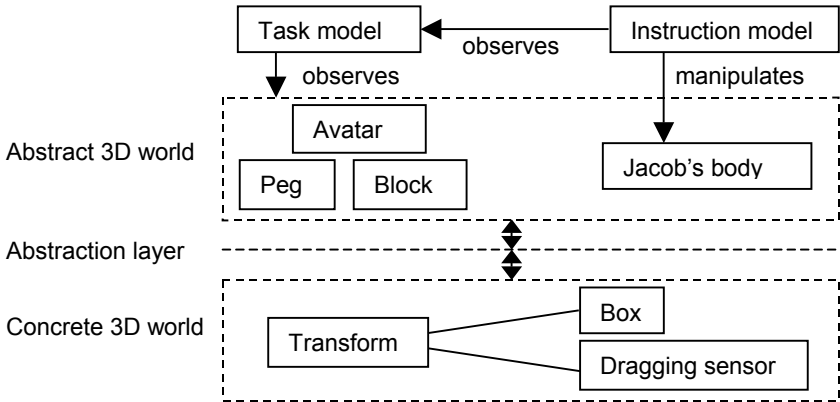 Task model
Instruction model
observes
observes
manipulates
Abstract 3D world
Avatar
Peg
Block
Jacob's body
Abstraction layer
Concrete 3D world
Transform
Box
Dragging sensor